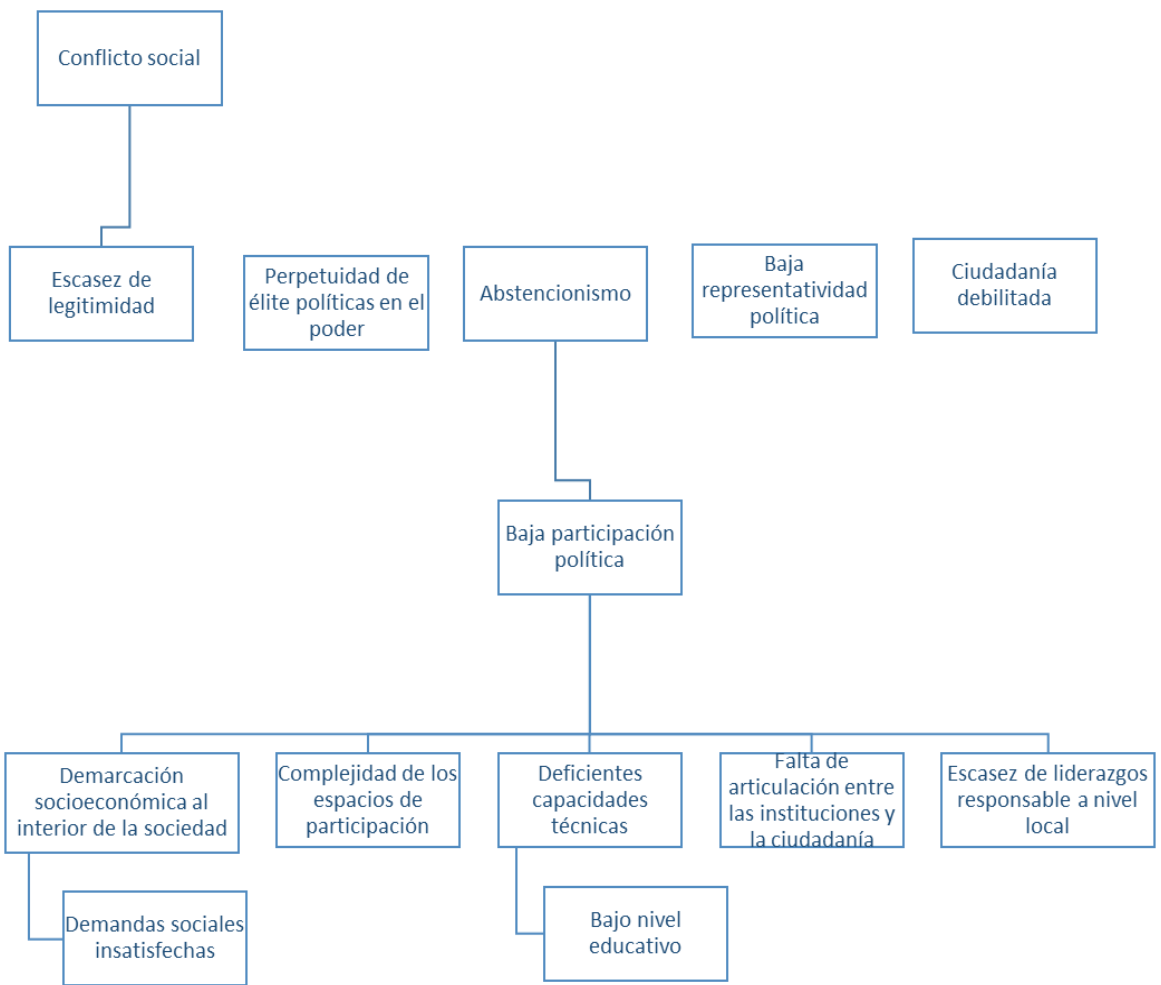 Conflicto social
Escasez de
legitimidad
Perpetuidad de
élite políticas en el
poder
Abstencionismo
Baja
representatividad
política
Ciudadanía
debilitada
Baja participación
política
Demarcación
socioeconómica al
interior de la sociedad
Complejidad de los
espacios de
participación
Deficientes
capacidades
técnicas
Falta de
articulación entre
las instituciones y
la ciudadanía
Escasez de liderazgos
responsable a nivel
local
Demandas sociales
insatisfechas
Bajo nivel
educativo